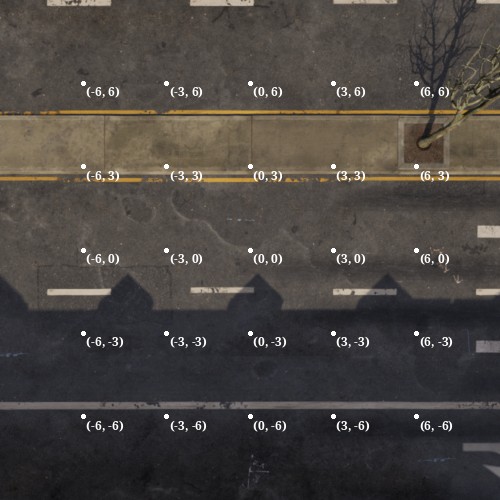 (-6, 6) (-3, 6) (0, 6) (3, 6) (6, 6)
(-6, 3) (-3, 3) (0, 3) (3, 3) (6, 3)
(-6, 0) (-3, 0) (0, 0) (3, 0) (6, 0)
(-6, -3) (-3, -3) (0, -3) (3, -3) (6, -3)
(-6, -6) (-3, -6) (0, -6) (3, -6) (6, -6)